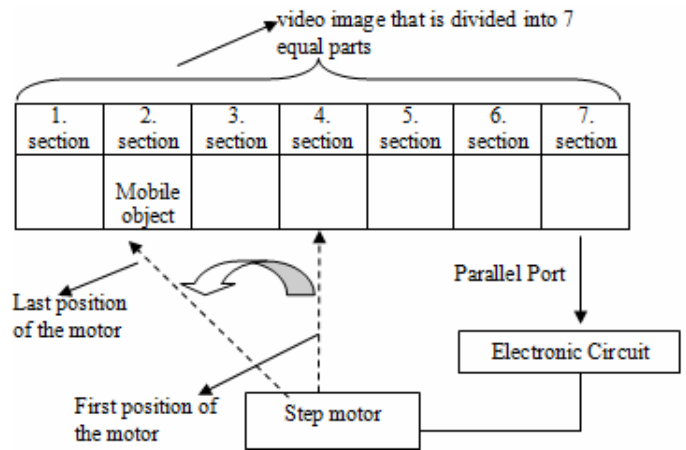 video image that is divided into 7
equal parts
1. section
2. section
3. section
4. section
5. section
6. section
7. section
Mobile
object
Parallel Port
Last position
of the motor
Electronic Circuit
First position of
the motor
Step motor